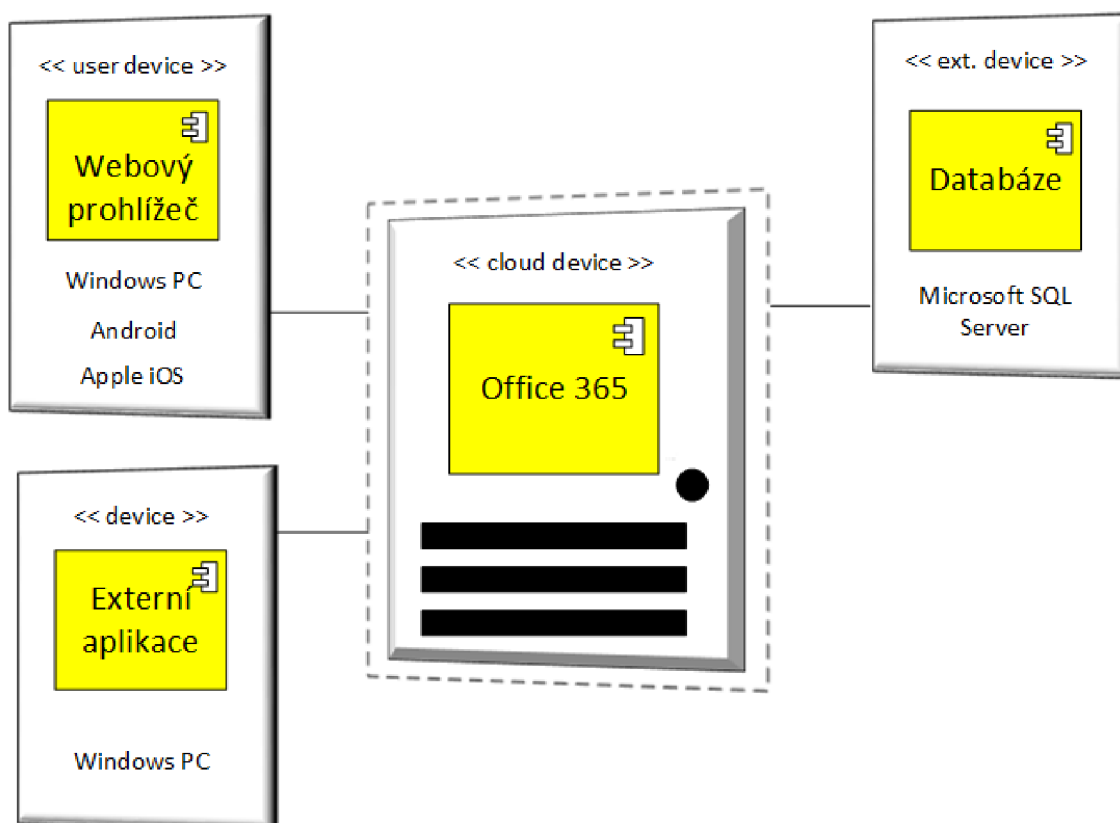 << user device >>
Webový
prohlížeč
Windows PC
Android
Apple iOS
<< device >>
Externí
aplikace
Windows PC
<< cloud device >>
Office 365
<< ext. device >>
Databáze
Microsoft SQL
Server